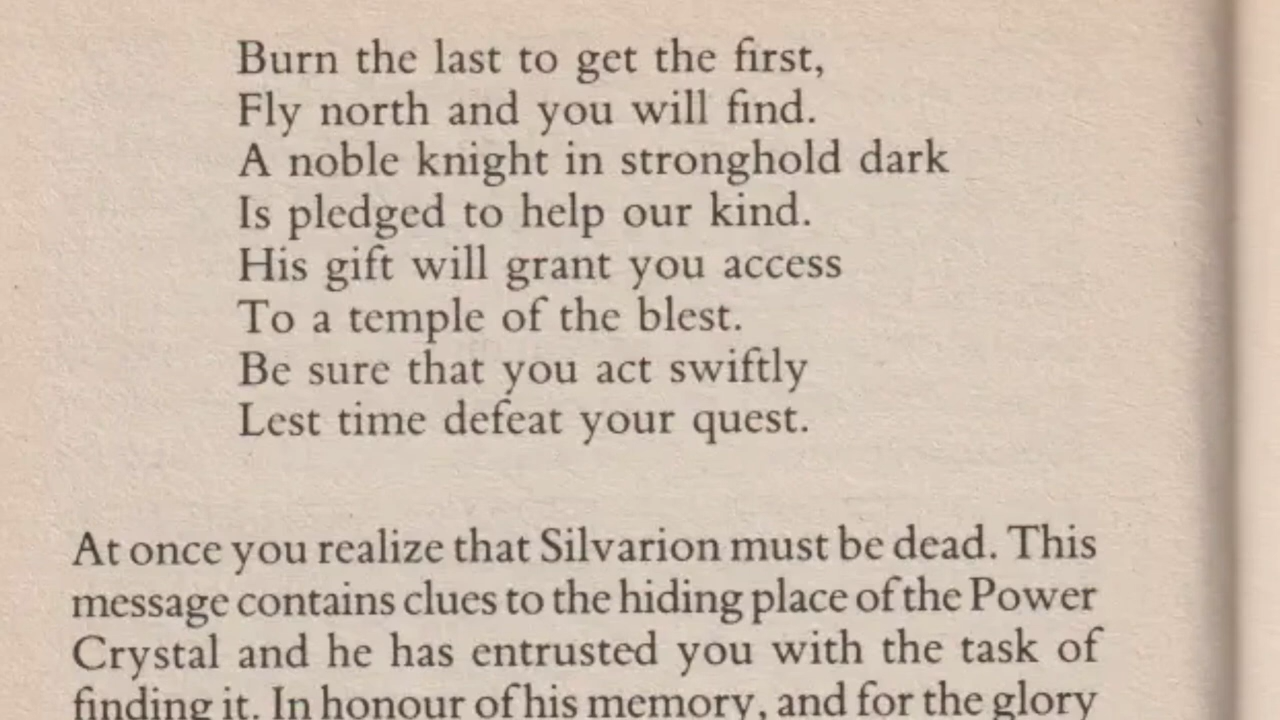 Burn the last to get the first,
Fly north and you will find.
A noble knight in stronghold dark
Is pledged to help our kind.
His gift will grant you access
To a temple of the blest.
Be sure that you act swiftly
Lest time defeat your quest.
At once you realize that Silvarion must be dead. This
message contains clues to the hiding place of the Power
Crystal and he has entrusted you with the task of
finding it. In honour of his memory, and for the glory